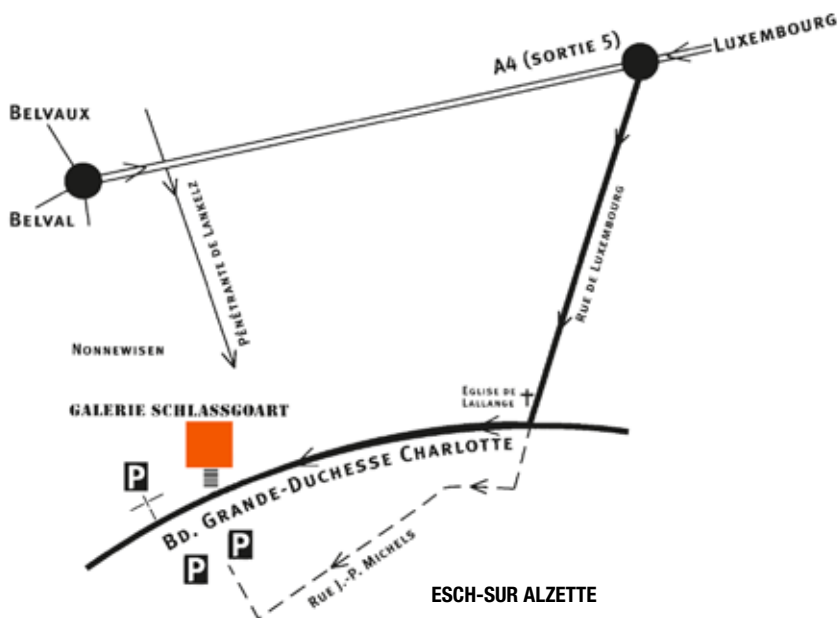 LUXEMBOURG
A4 (SORTIE 5)
BELVAUX
BELVAL
PÉNÉTRANTE DE LANKELZ
RUE DE LUXEMBOURG
NONNEWISEN
EGLISE DE
LALLANGE
GALERIE SCHLASSGOART
BD. GRANDE-DUCHESSE CHARLOTTE
P
P
P
RUE J.-P. MICHELS
ESCH-SUR ALZETTE